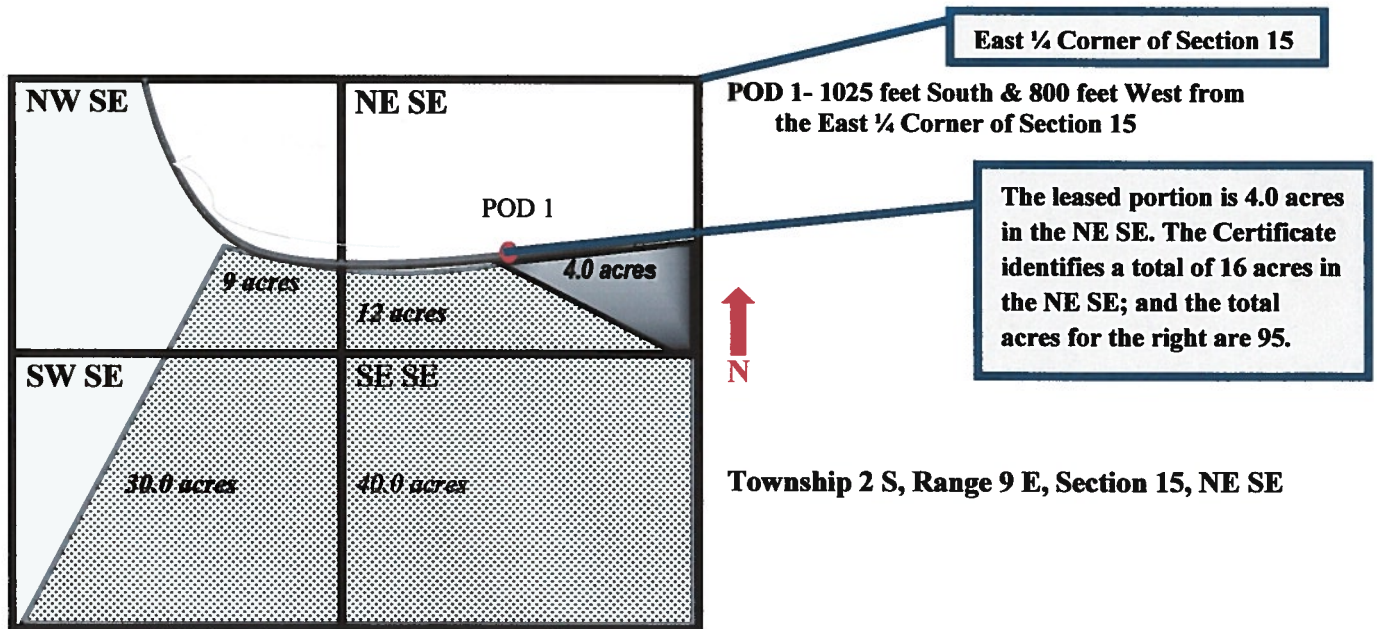 East ¼ Corner of Section 15
NW SE
NE SE
POD 1- 1025 feet South & 800 feet West from
the East ¼ Corner of Section 15
POD 1
The leased portion is 4.0 acres
in the NE SE. The Certificate
identifies a total of 16 acres in
the NE SE; and the total
acres for the right are 95.
4.0 acres
9 acres
12 acres
N
SW SE
SE SE
30.0 acres
40.0 acres
Township 2 S, Range 9 E, Section 15, NE SE